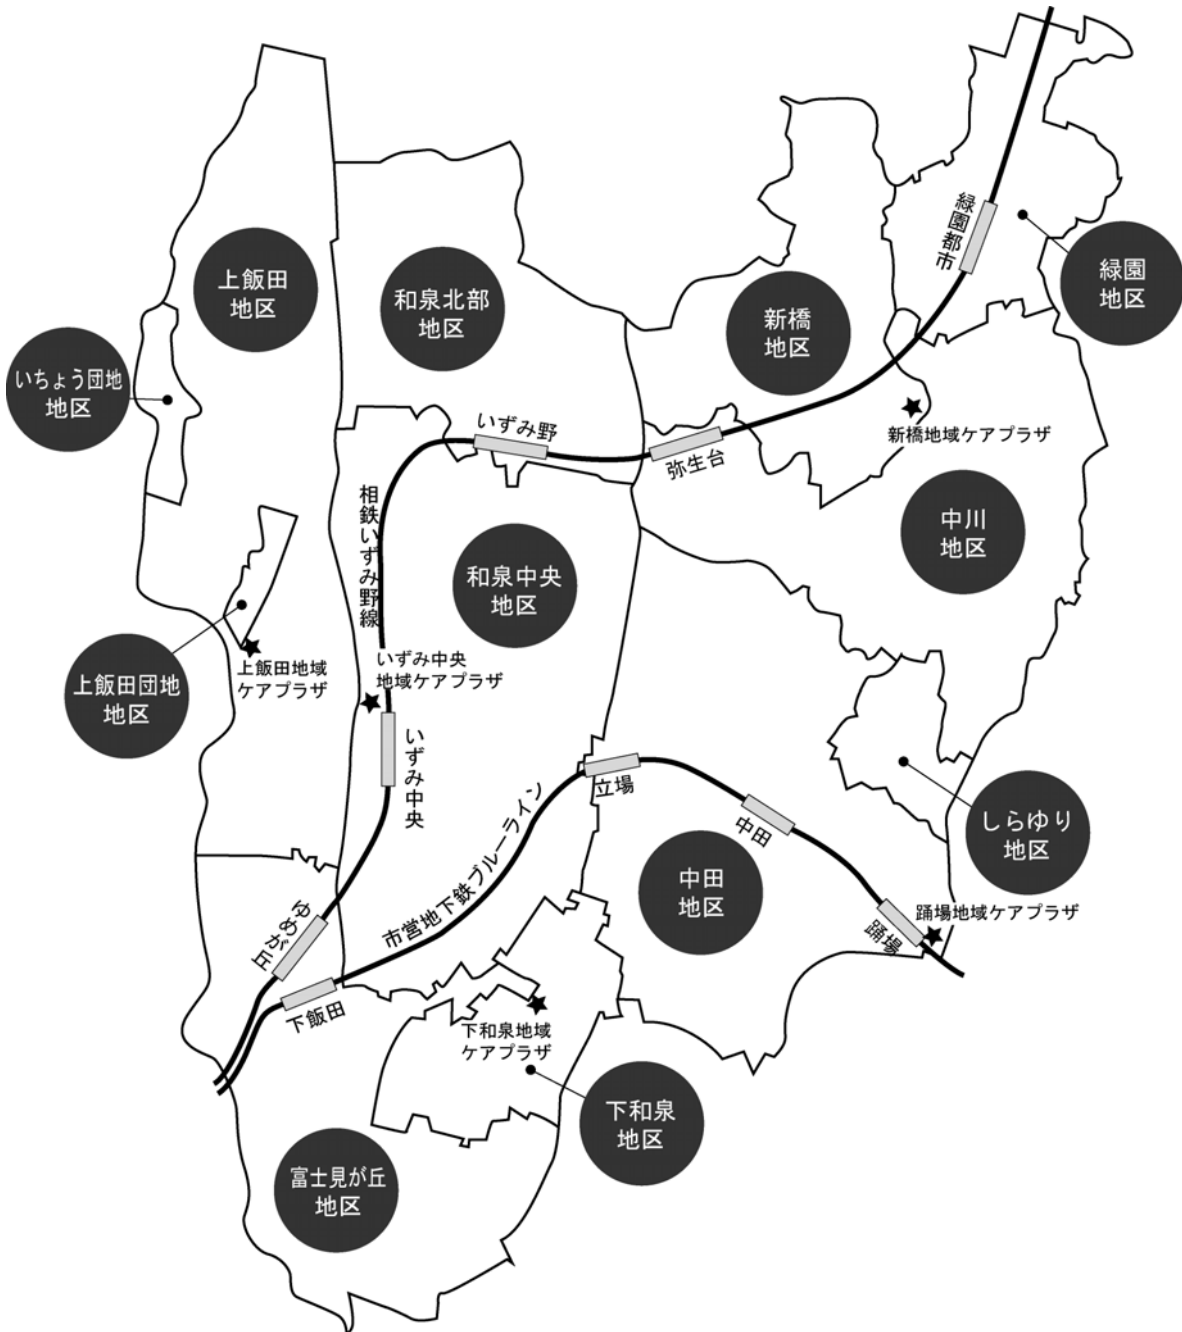 緑園都市
上飯田
地区
和泉北部
地区
新橋
地区
緑園
地区
いちょう団地
地区
いずみ野
弥生台
新橋地域ケアプラザ
相鉄いずみ野線
和泉中央
地区
中川
地区
上飯田団地
地区
上飯田地域
ケアプラザ
いずみ中央
地域ケアプラザ
いずみ中央
立場
中田
しらゆり
地区
市営地下鉄ブルーライン
中田
地区
踊場地域ケアプラザ
踊場
ゆめが丘
下飯田
下和泉地域
ケアプラザ
下和泉
地区
富士見が丘
地区